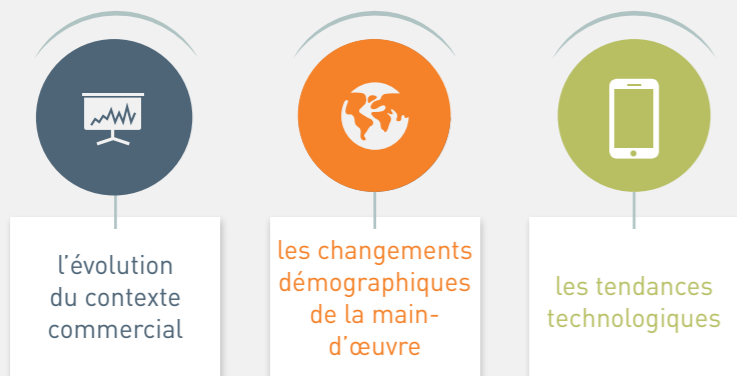 l’évolution
du contexte
commercial
les changements
démographiques
de la main-
d’œuvre
les tendances
technologiques